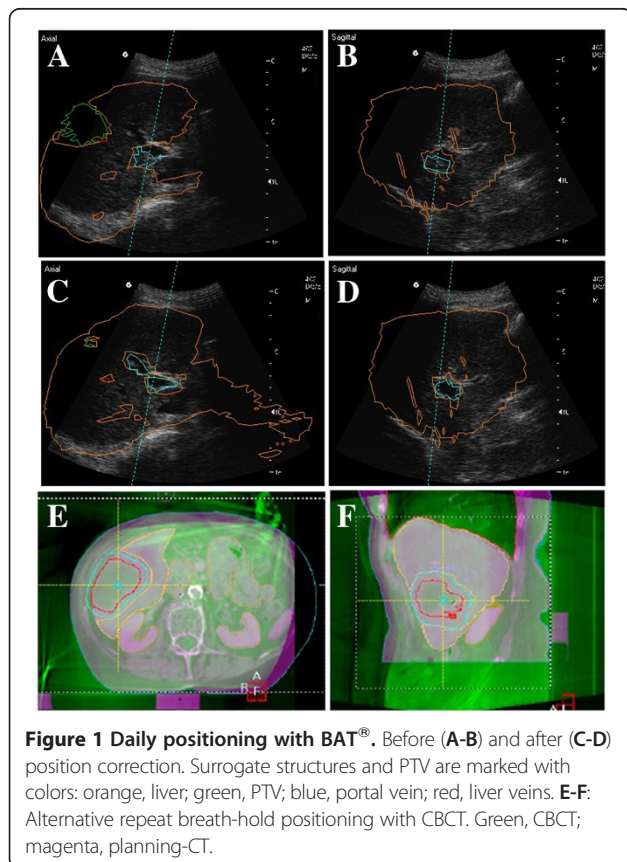 Axial
A
Sagittal
B
Axial
C
Sagittal
D
E
F
Figure 1 Daily positioning with BAT®. Before (A-B) and after (C-D)
position correction. Surrogate structures and PTV are marked with
colors: orange, liver; green, PTV; blue, portal vein; red, liver veins. E-F:
Alternative repeat breath-hold positioning with CBCT. Green, CBCT;
magenta, planning-CT.